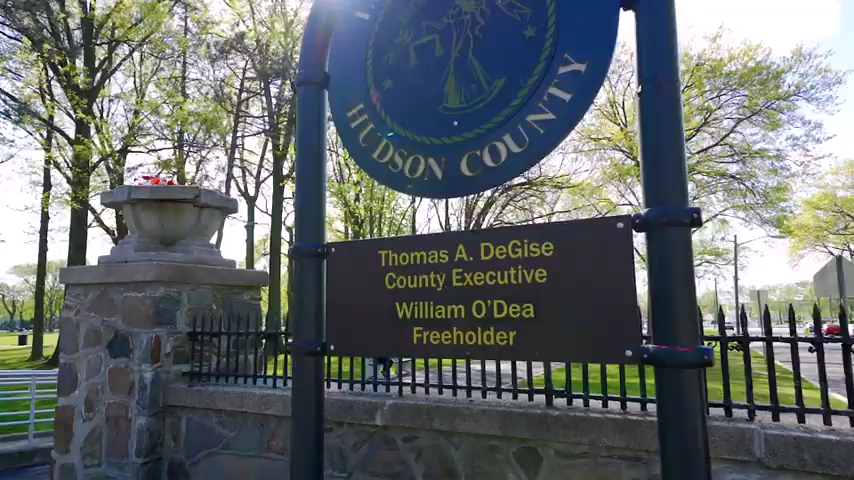 HUDSON COUNTY
Thomas A. DeGise
County Executive
William O'Dea
Freeholder